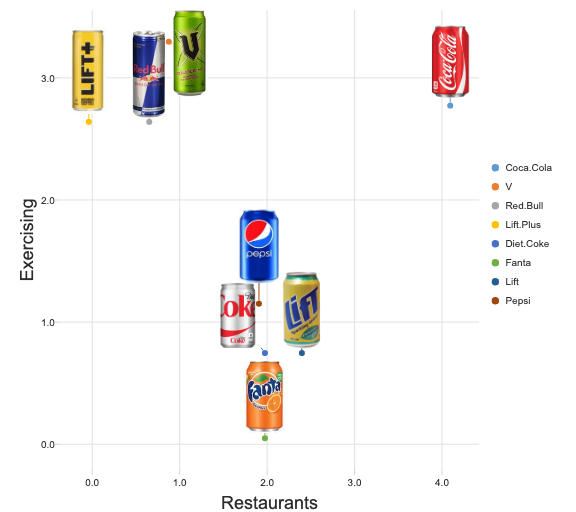 LIFT+
Red Bull
V
Coca-Cola
3.0
Coca.Cola
V
Red.Bull
Lift.Plus
Diet.Coke
Fanta
Lift
Pepsi
2.0
pepsi
Exercising
Coke
Lift
1.0
Coke
Fanta
0.0
0.0
1.0
2.0
3.0
4.0
Restaurants